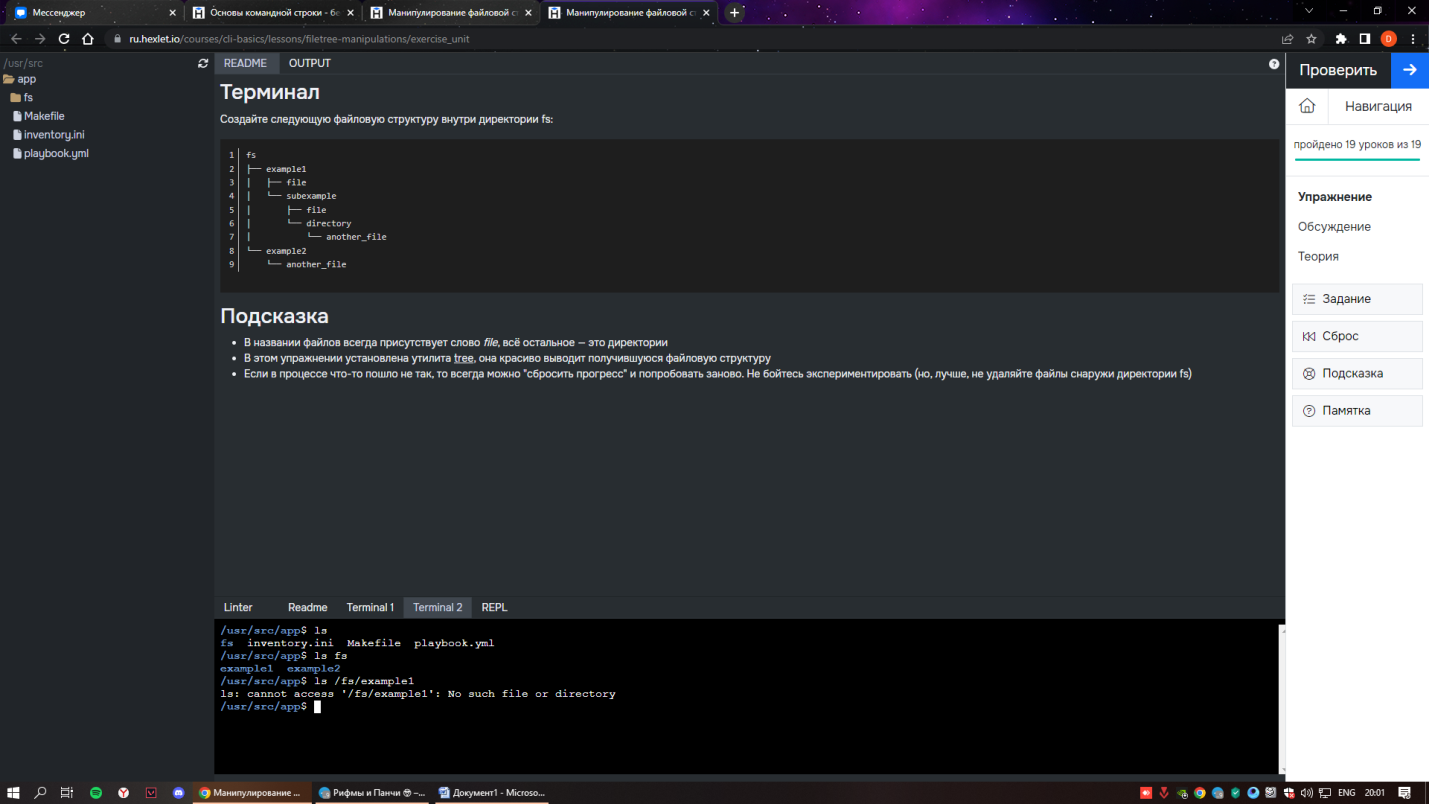 Мессенджер
Основы командной строки - бе
Манипулирование файловой с
Манипулирование файловой с
ru.hexlet.io/courses/cli-basics/lessons/filetree-manipulations/exercise_unit
D
/usr/src
app
fs
Makefile
inventory.ini
playbook.yml
README OUTPUT
Терминал
Создайте следующую файловую структуру внутри директории fs:
1 fs
2 ├── example1
3 │   ├── file
4 │   └── subexample
5 │       ├── file
6 │       └── directory
7 │           └── another_file
8 └── example2
9     └── another_file
Подсказка
• В названии файлов всегда присутствует слово file, всё остальное — это директории
• В этом упражнении установлена утилита tree, она красиво выводит получившуюся файловую структуру
• Если в процессе что-то пошло не так, то всегда можно "сбросить прогресс" и попробовать заново. Не бойтесь экспериментировать (но, лучше, не удаляйте файлы снаружи директории fs)
Linter Readme Terminal 1 Terminal 2 REPL
/usr/src/app$ ls
fs inventory.ini Makefile playbook.yml
/usr/src/app$ ls fs
example1 example2
/usr/src/app$ ls /fs/example1
ls: cannot access '/fs/example1': No such file or directory
/usr/src/app$
Проверить
Навигация
пройдено 19 уроков из 19
Упражнение
Обсуждение
Теория
Задание
Сброс
Подсказка
Памятка
Манипулирование ...
Рифмы и Панчи 😎 –...
Документ1 - Microso...
ENG 20:01